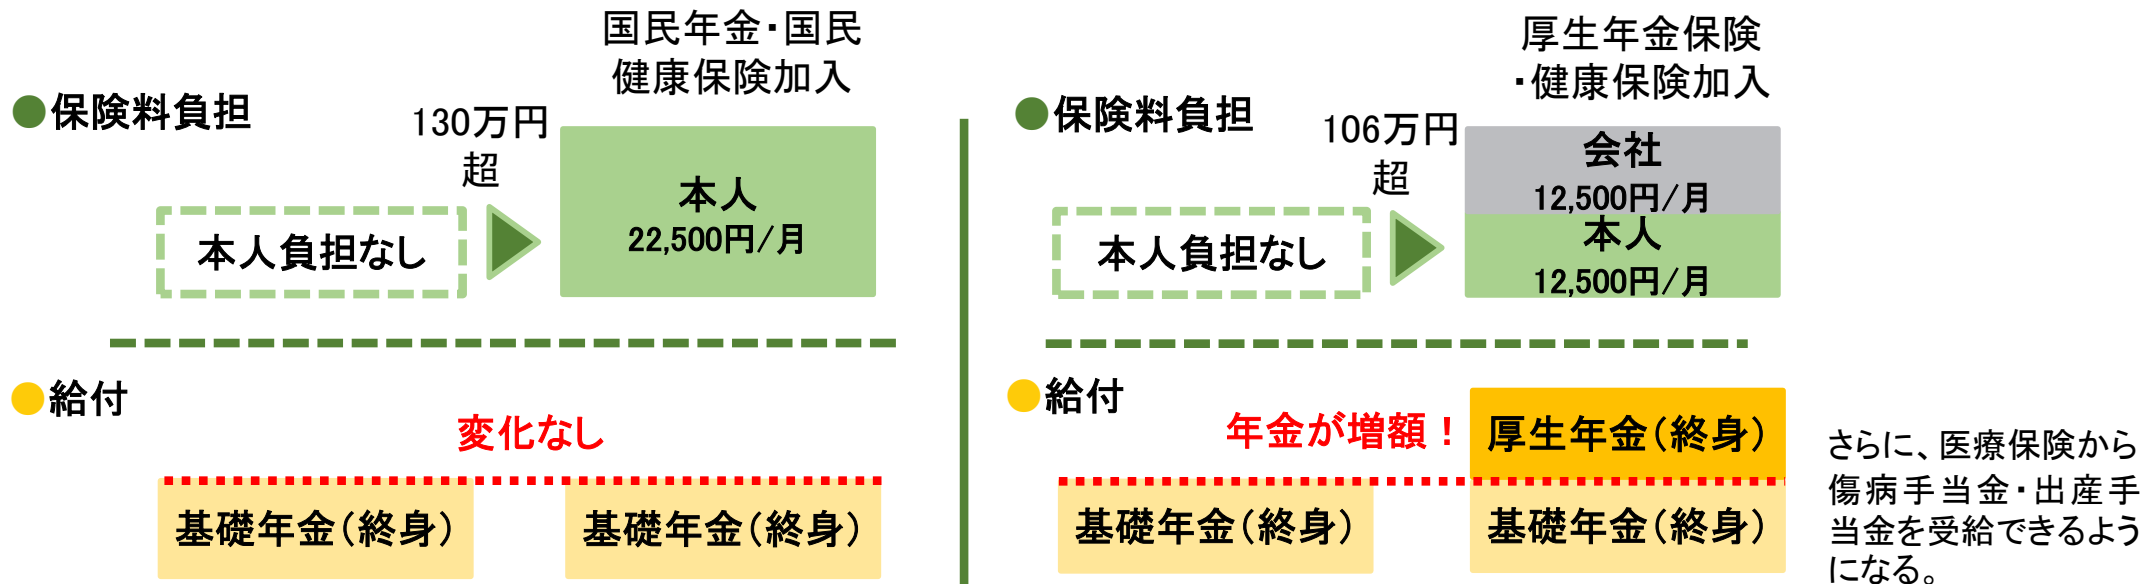 国民年金・国民
健康保険加入
●保険料負担
130万円
超
本人
22,500円/月
本人負担なし
●給付
変化なし
基礎年金(終身)
基礎年金(終身)
厚生年金保険
・健康保険加入
●保険料負担
106万円
超
会社
12,500円/月
本人
12,500円/月
本人負担なし
●給付
年金が増額!
厚生年金(終身)
基礎年金(終身)
基礎年金(終身)
さらに、医療保険から
傷病手当金・出産手
当金を受給できるよう
になる。